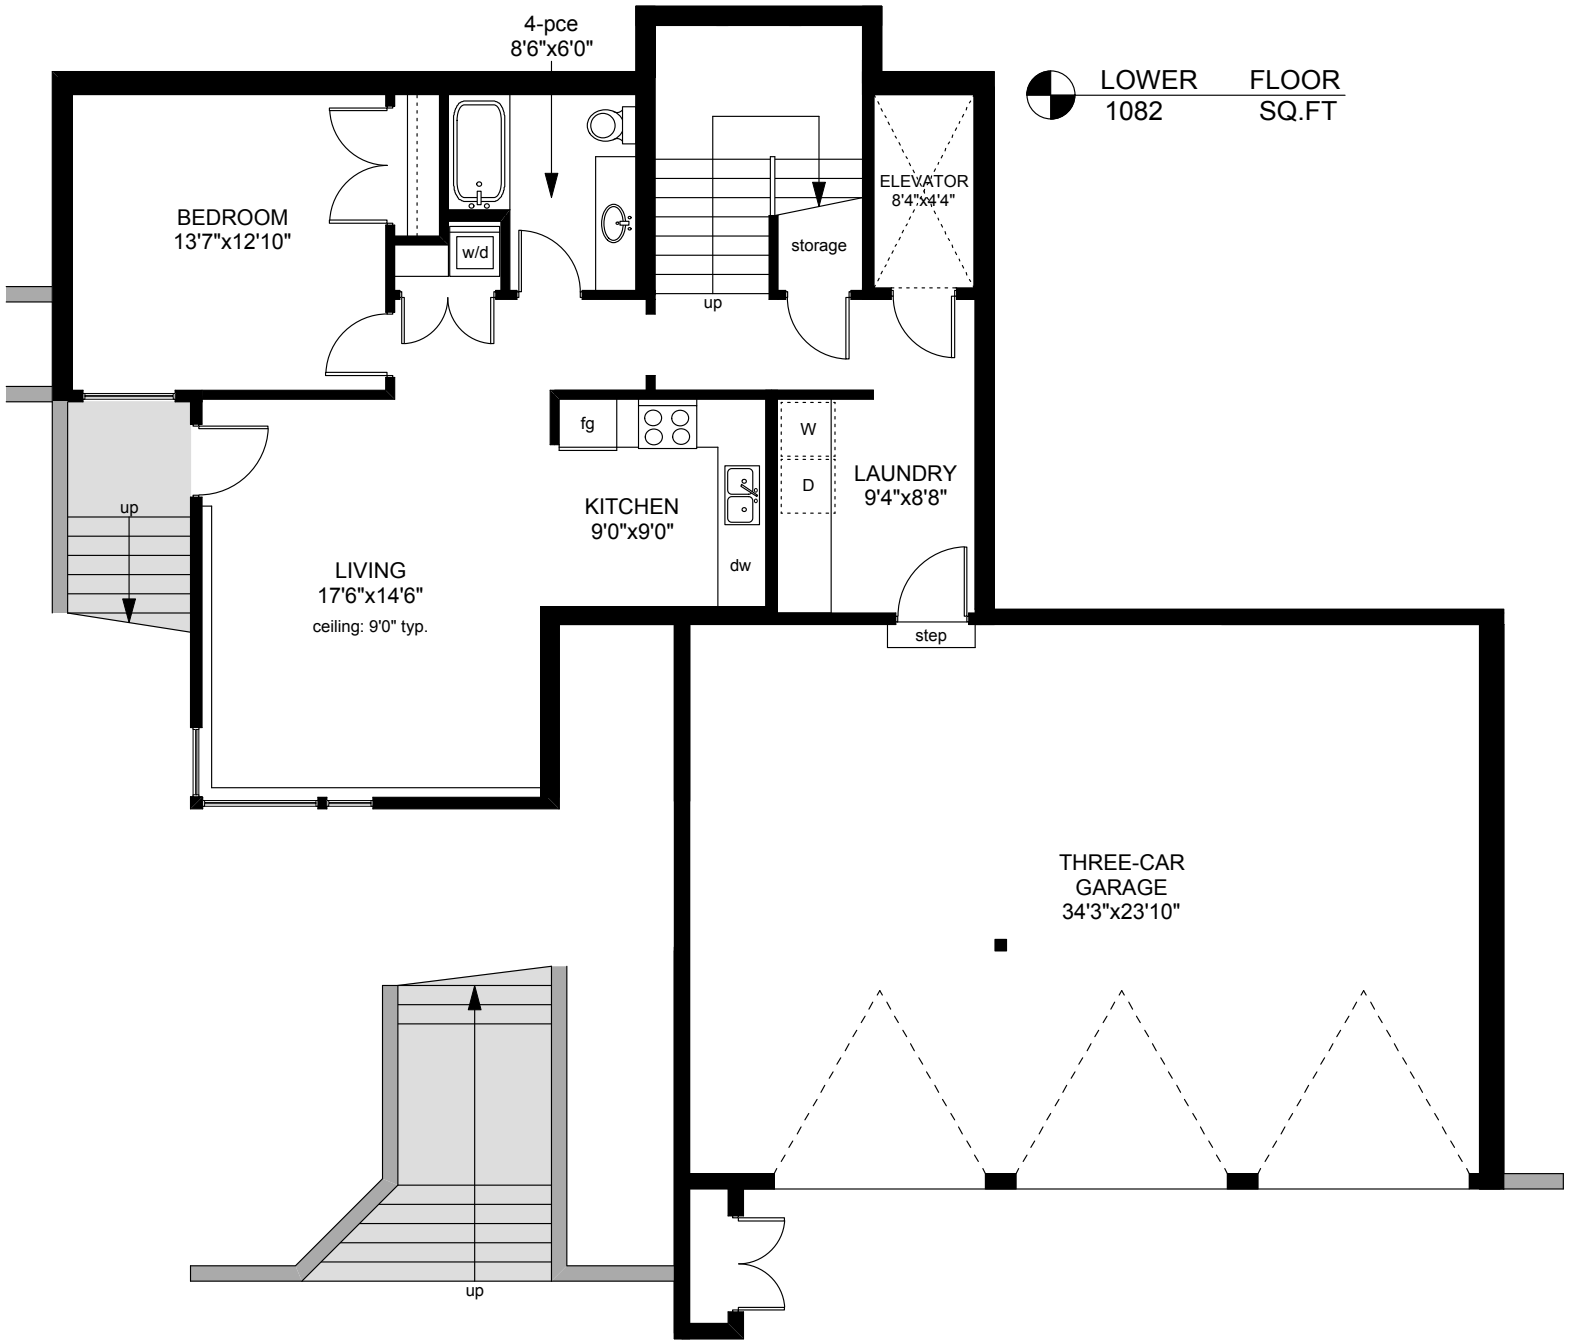 4-pce
8'6"x6'0"
LOWER FLOOR
1082 SQ.FT
ELEVATOR
8'4"x4'4"
BEDROOM
13'7"x12'10"
w/d
storage
up
fg
W
D
LAUNDRY
9'4"x8'8"
KITCHEN
9'0"x9'0"
up
dw
LIVING
17'6"x14'6"
ceiling: 9'0" typ.
step
THREE-CAR
GARAGE
34'3"x23'10"
up